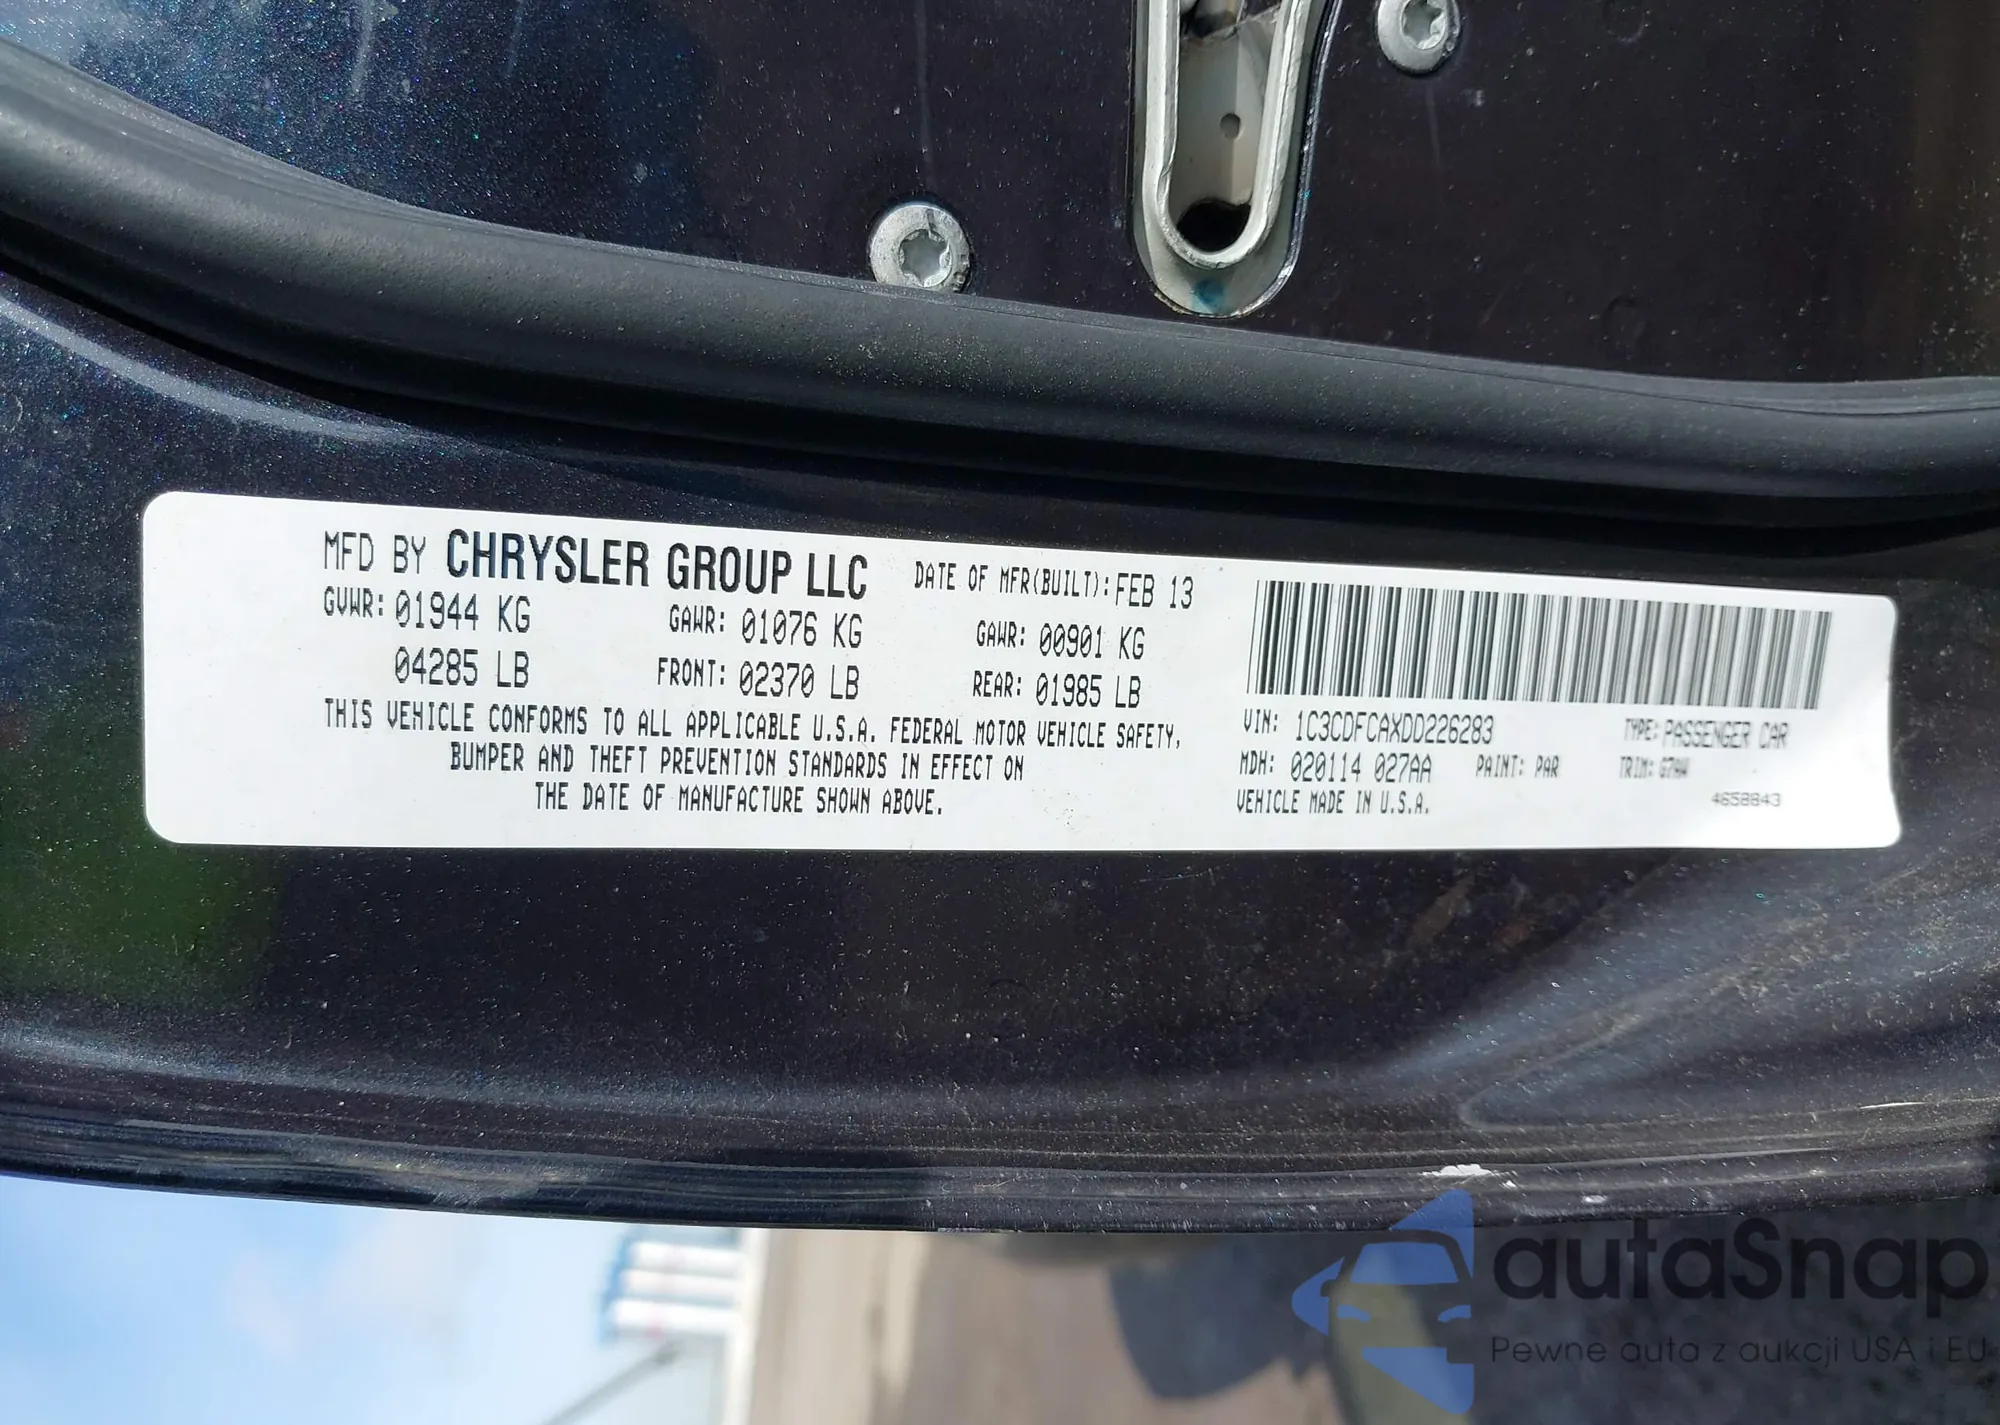 MFD BY CHRYSLER GROUP LLC DATE OF MFR(BUILT): FEB 13
GVWR: 01944 KG GAWR: 01076 KG GAWR: 00901 KG
04285 LB FRONT: 02370 LB REAR: 01985 LB
THIS VEHICLE CONFORMS TO ALL APPLICABLE U.S.A. FEDERAL MOTOR VEHICLE SAFETY,
BUMPER AND THEFT PREVENTION STANDARDS IN EFFECT ON
THE DATE OF MANUFACTURE SHOWN ABOVE.
VIN: 1C3CDFCAXDD226283 TYPE: PASSENGER CAR
MDH: 020114 027AA PAINT: PAR TRIM: G7AW
VEHICLE MADE IN U.S.A. 4658843
autaSnap
Pewne auta z aukcji USA i EU